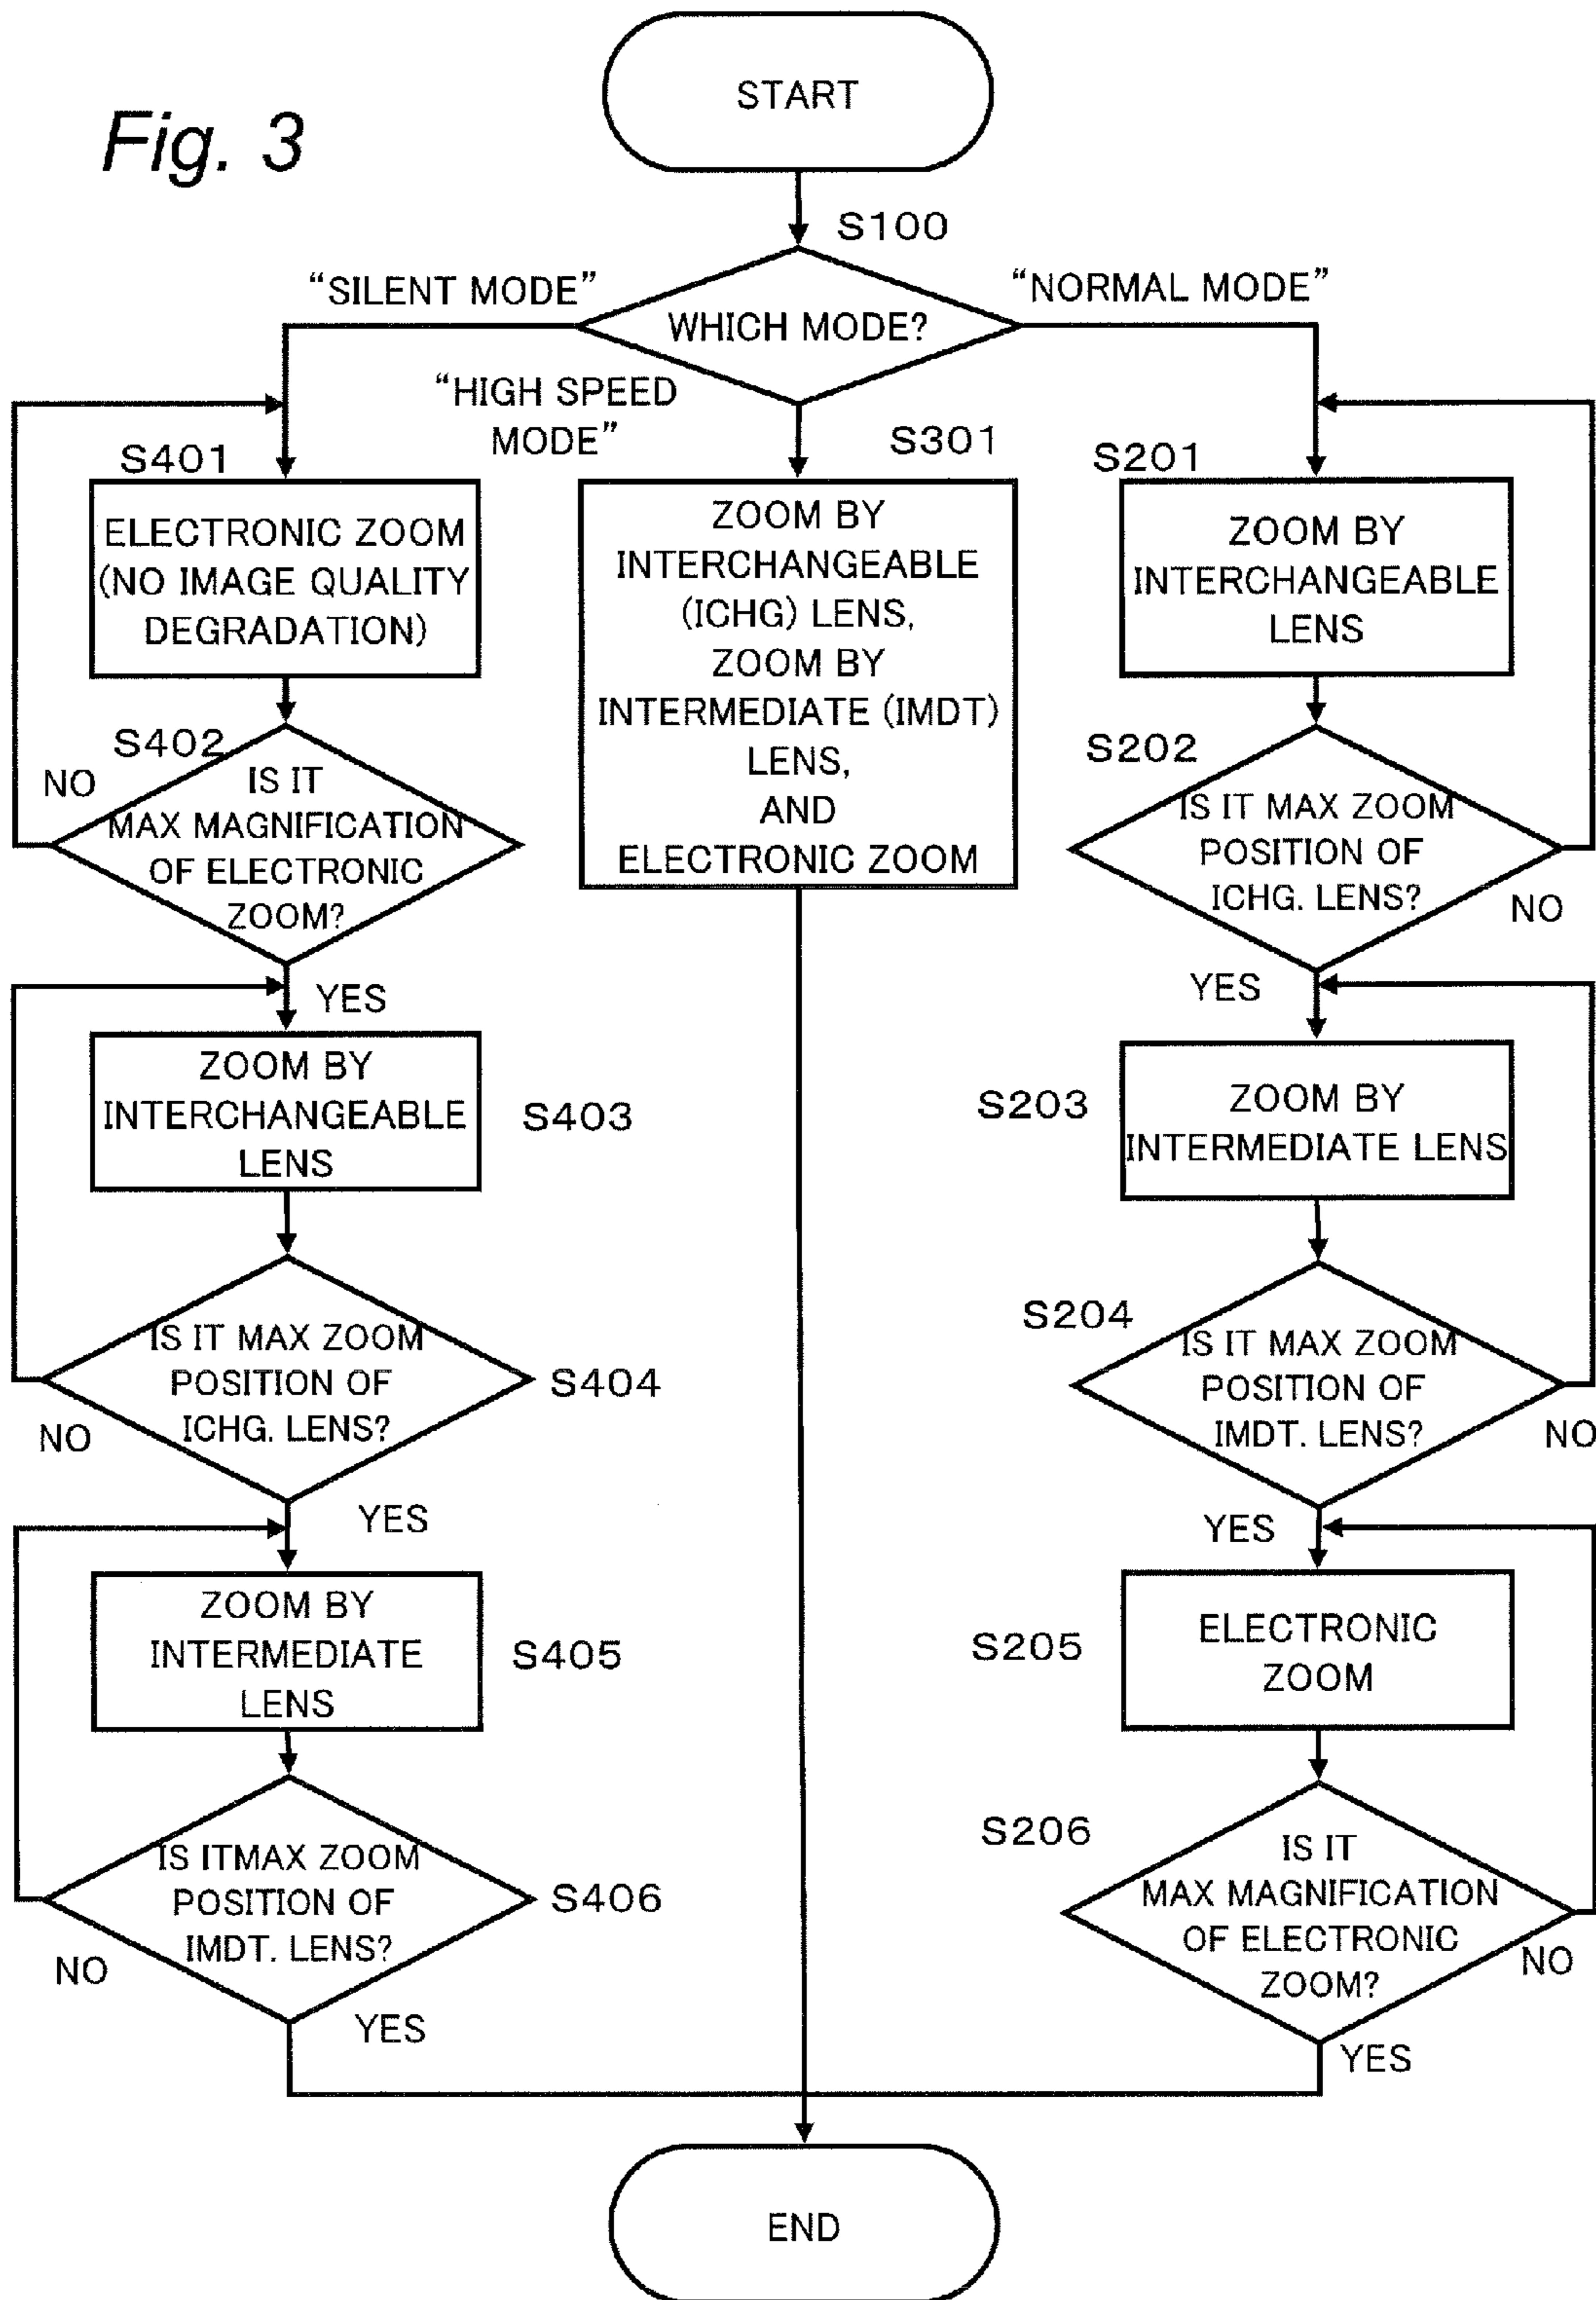 Fig. 3
START
S100
WHICH MODE?
“SILENT MODE”
“HIGH SPEED
MODE”
“NORMAL MODE”
S401
ELECTRONIC ZOOM
(NO IMAGE QUALITY
DEGRADATION)
S402
IS IT
MAX MAGNIFICATION
OF ELECTRONIC
ZOOM?
NO
YES
ZOOM BY
INTERCHANGEABLE
LENS
S403
IS IT MAX ZOOM
POSITION OF
ICHG. LENS?
S404
NO
YES
ZOOM BY
INTERMEDIATE
LENS
S405
IS ITMAX ZOOM
POSITION OF
IMDT. LENS?
S406
NO
YES
S301
ZOOM BY
INTERCHANGEABLE
(ICHG) LENS,
ZOOM BY
INTERMEDIATE (IMDT)
LENS,
AND
ELECTRONIC ZOOM
S201
ZOOM BY
INTERCHANGEABLE
LENS
S202
IS IT MAX ZOOM
POSITION OF
ICHG. LENS?
NO
YES
S203
ZOOM BY
INTERMEDIATE LENS
S204
IS IT MAX ZOOM
POSITION OF
IMDT. LENS?
NO
YES
S205
ELECTRONIC
ZOOM
S206
IS IT
MAX MAGNIFICATION
OF ELECTRONIC
ZOOM?
NO
YES
END